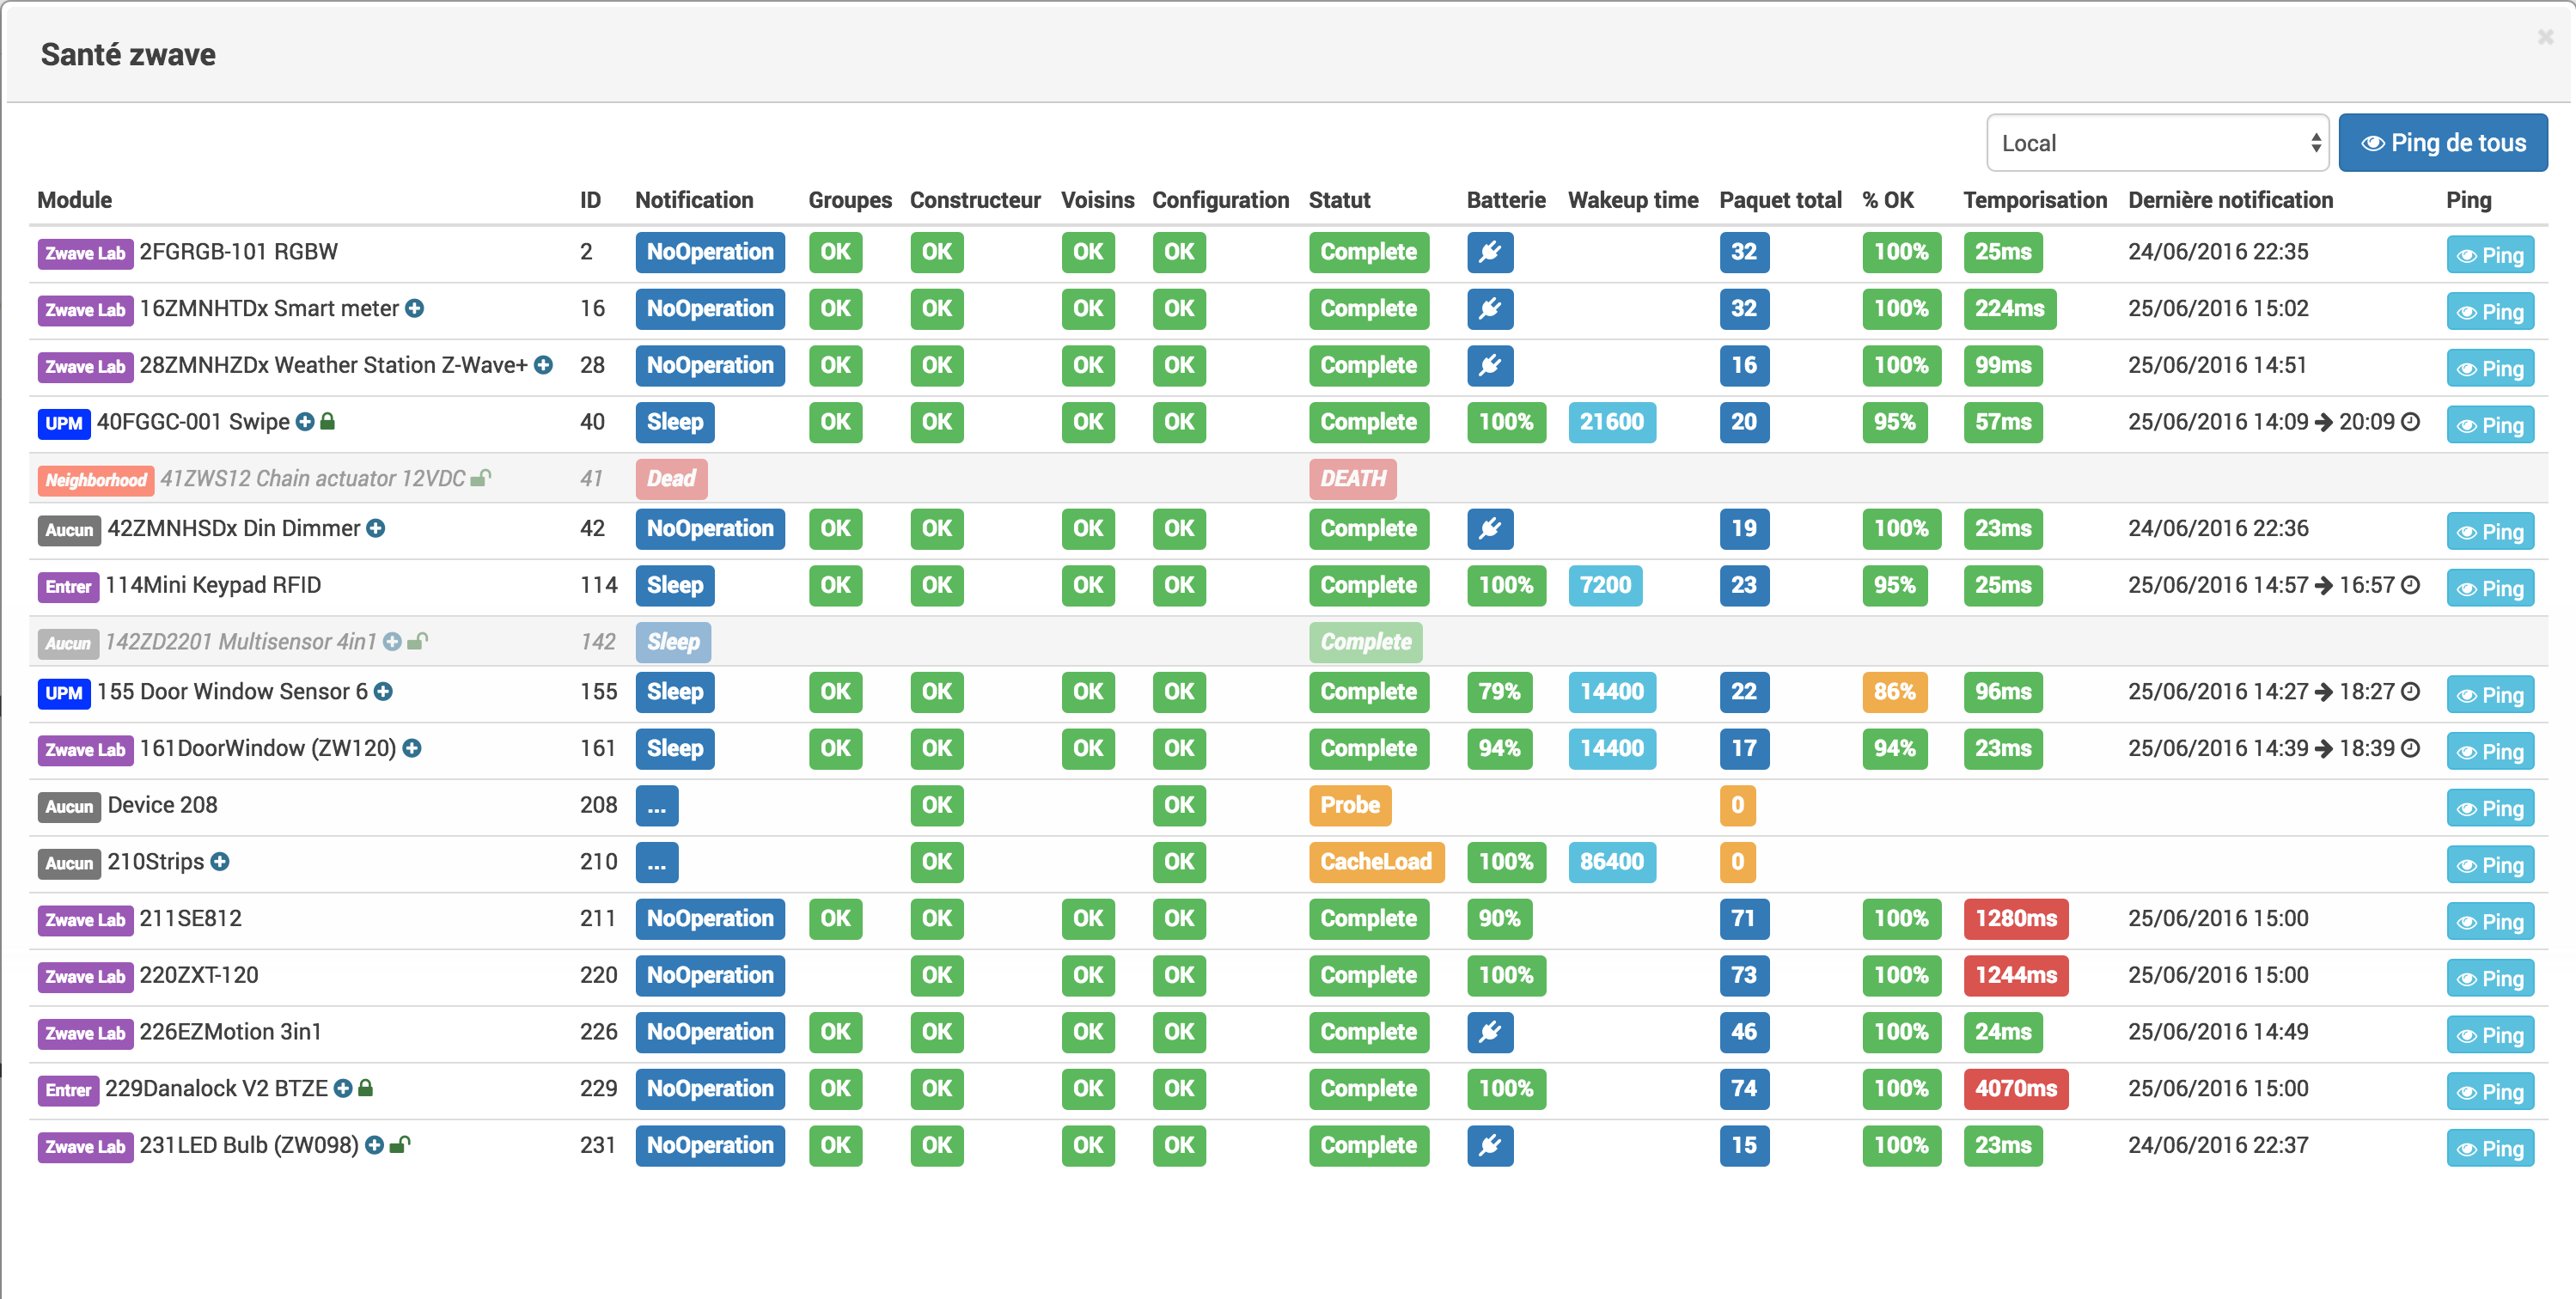 Santé zwave
Local Ping de tous
Module ID Notification Groupes Constructeur Voisins Configuration Statut Batterie Wakeup time Paquet total % OK Temporisation Dernière notification Ping
Zwave Lab 2FGRGB-101 RGBW 2 NoOperation OK OK OK OK Complete 32 100% 25ms 24/06/2016 22:35 Ping
Zwave Lab 16ZMNHTDx Smart meter 16 NoOperation OK OK OK OK Complete 32 100% 224ms 25/06/2016 15:02 Ping
Zwave Lab 28ZMNHZDx Weather Station Z-Wave+ 28 NoOperation OK OK OK OK Complete 16 100% 99ms 25/06/2016 14:51 Ping
UPM 40FGGC-001 Swipe 40 Sleep OK OK OK OK Complete 100% 21600 20 95% 57ms 25/06/2016 14:09 → 20:09 Ping
Neighborhood 41ZWS12 Chain actuator 12VDC 41 Dead DEATH
Aucun 42ZMNHSDx Din Dimmer 42 NoOperation OK OK OK OK Complete 19 100% 23ms 24/06/2016 22:36 Ping
Entrer 114Mini Keypad RFID 114 Sleep OK OK OK OK Complete 100% 7200 23 95% 25ms 25/06/2016 14:57 → 16:57 Ping
Aucun 142ZD2201 Multisensor 4in1 142 Sleep Complete
UPM 155 Door Window Sensor 6 155 Sleep OK OK OK OK Complete 79% 14400 22 86% 96ms 25/06/2016 14:27 → 18:27 Ping
Zwave Lab 161DoorWindow (ZW120) 161 Sleep OK OK OK OK Complete 94% 14400 17 94% 23ms 25/06/2016 14:39 → 18:39 Ping
Aucun Device 208 208 ... OK OK Probe 0 Ping
Aucun 210Strips 210 ... OK OK CacheLoad 100% 86400 0 Ping
Zwave Lab 211SE812 211 NoOperation OK OK OK OK Complete 90% 71 100% 1280ms 25/06/2016 15:00 Ping
Zwave Lab 220ZXT-120 220 NoOperation OK OK OK Complete 100% 73 100% 1244ms 25/06/2016 15:00 Ping
Zwave Lab 226EZMotion 3in1 226 NoOperation OK OK OK OK Complete 46 100% 24ms 25/06/2016 14:49 Ping
Entrer 229Danalock V2 BTZE 229 NoOperation OK OK OK OK Complete 100% 74 100% 4070ms 25/06/2016 15:00 Ping
Zwave Lab 231LED Bulb (ZW098) 231 NoOperation OK OK OK OK Complete 15 100% 23ms 24/06/2016 22:37 Ping